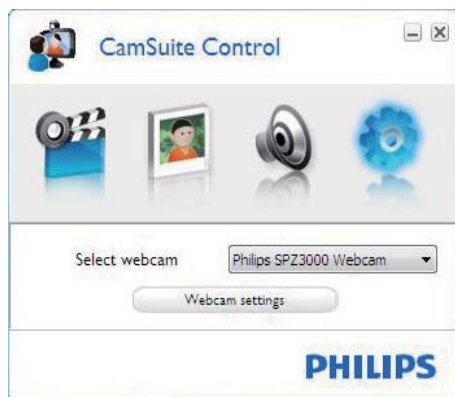 CamSuite Control
Select webcam
Philips SPZ3000 Webcam
Webcam settings
PHILIPS